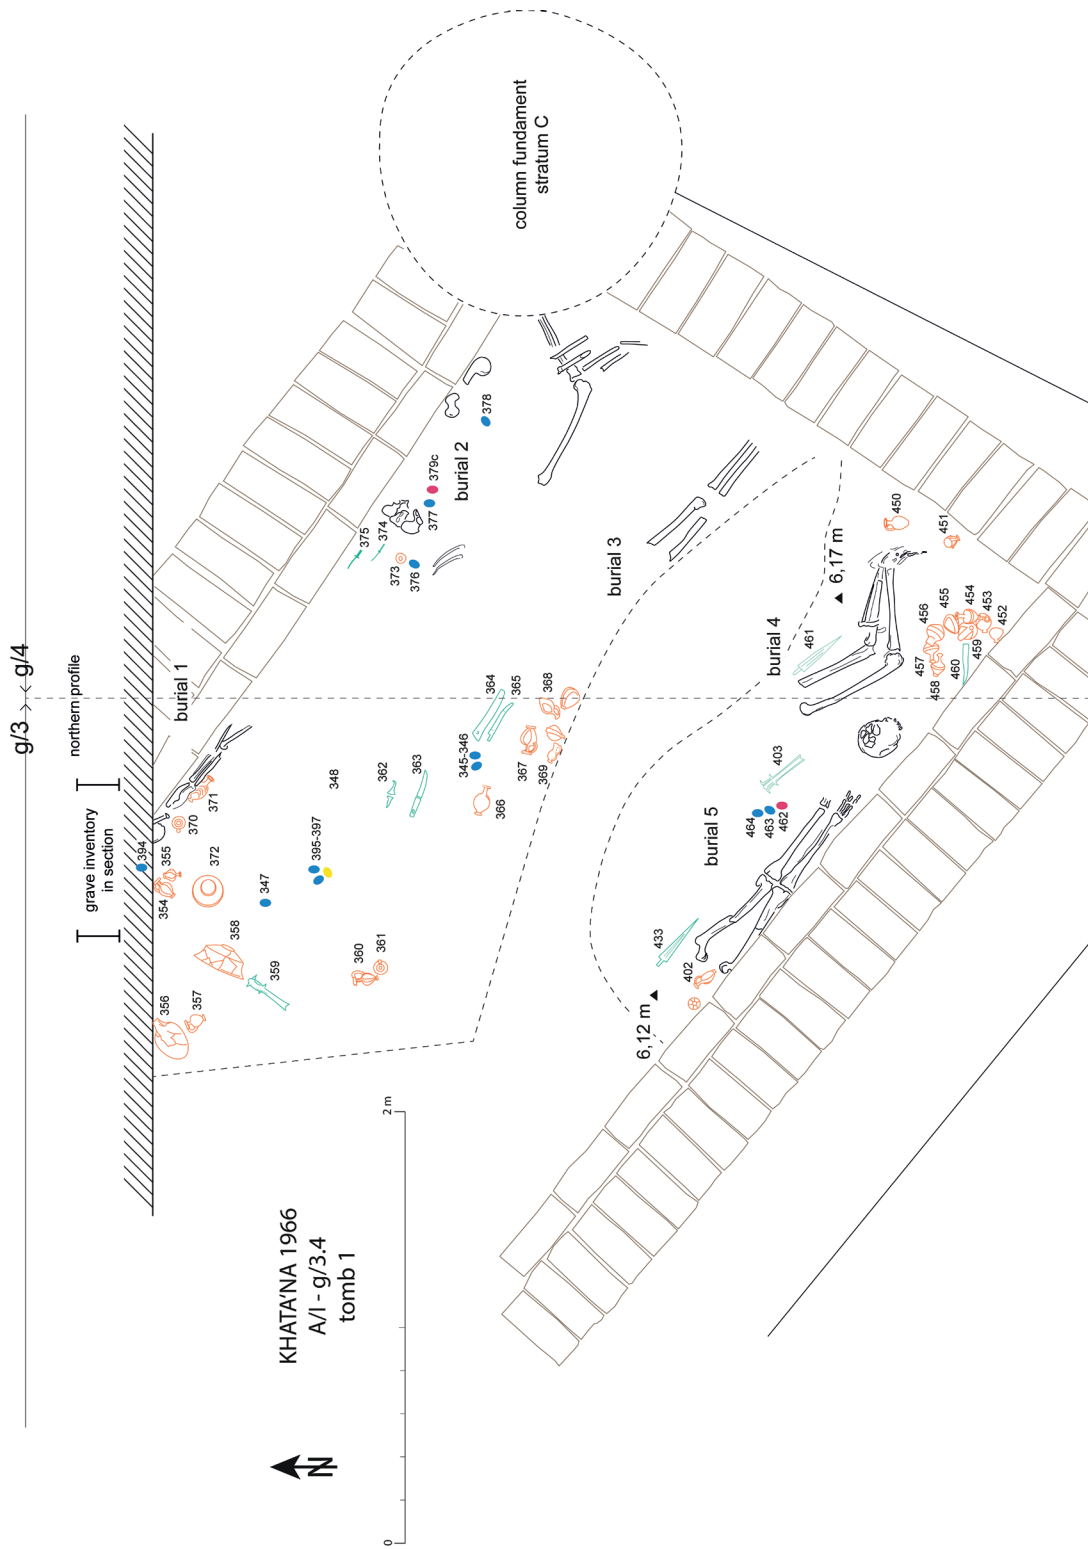 g/3
g/4
northern profile
grave inventory
in section
column fundament
stratum C
burial 1
burial 2
burial 3
burial 4
burial 5
394
355
354
370
371
372
347
348
395-397
358
359
356
357
360
361
362
363
364
365
345-346
366
367
368
369
373
374
375
376
377
379c
378
450
451
6,17 m
461
456
455
454
453
452
457
458
460
459
403
464
463
462
433
402
6,12 m
KHATA'NA 1966
A/I - g/3.4
tomb 1
N
0
2 m